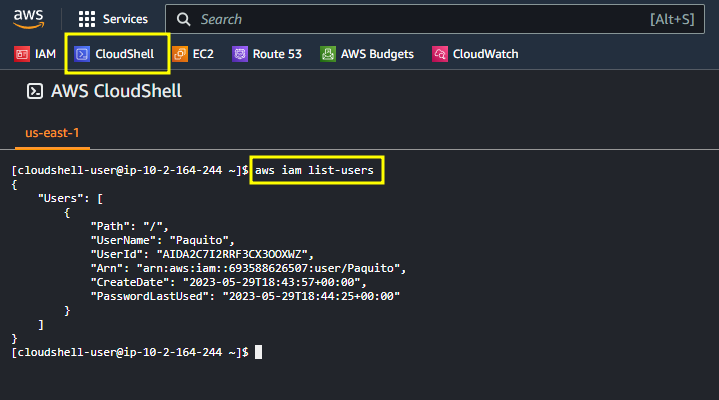 aws Services Search [Alt+S]
IAM CloudShell EC2 Route 53 AWS Budgets CloudWatch
AWS CloudShell
us-east-1
[cloudshell-user@ip-10-2-164-244 ~]$ aws iam list-users
{
    "Users": [
        {
            "Path": "/",
            "UserName": "Paquito",
            "UserId": "AIDA2C7I2RRF3CX3OOXWZ",
            "Arn": "arn:aws:iam::693588626507:user/Paquito",
            "CreateDate": "2023-05-29T18:43:57+00:00",
            "PasswordLastUsed": "2023-05-29T18:44:25+00:00"
        }
    ]
}
[cloudshell-user@ip-10-2-164-244 ~]$